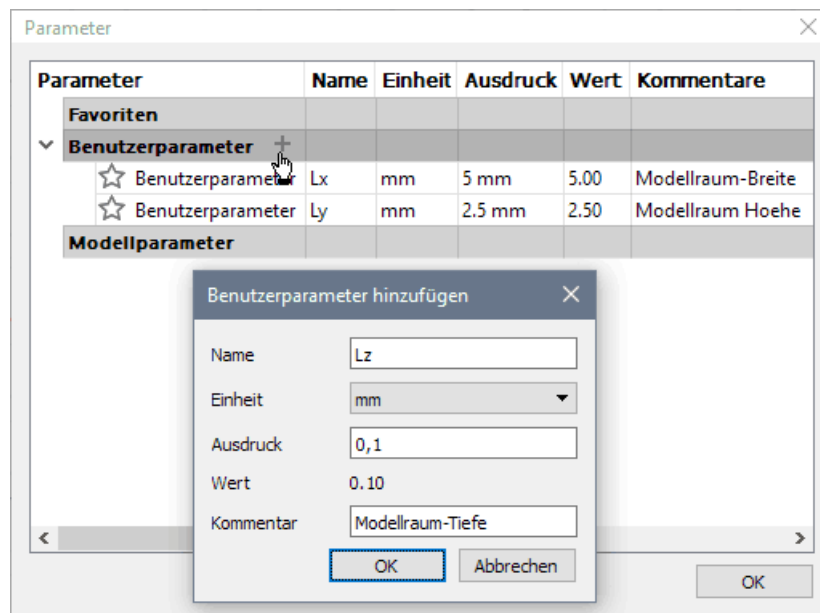 Parameter
Parameter Name Einheit Ausdruck Wert Kommentare
Favoriten
Benutzerparameter +
Benutzerparameter Lx mm 5 mm 5.00 Modellraum-Breite
Benutzerparameter Ly mm 2.5 mm 2.50 Modellraum Hoehe
Modellparameter
Benutzerparameter hinzufügen
Name Lz
Einheit mm
Ausdruck 0,1
Wert 0.10
Kommentar Modellraum-Tiefe
OK Abbrechen
OK